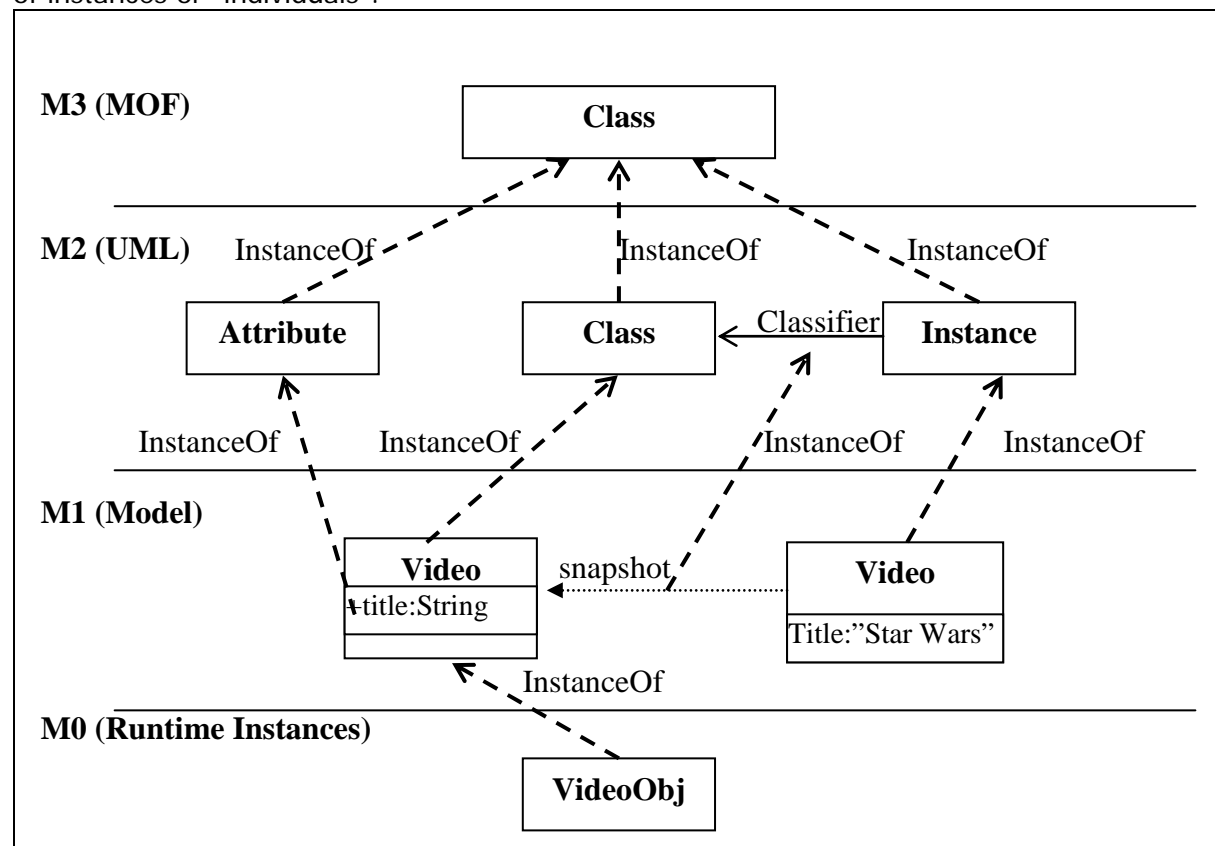 of instances or "individuals".
M3 (MOF)
Class
M2 (UML)
InstanceOf
InstanceOf
InstanceOf
Attribute
Class
Classifier
Instance
InstanceOf
InstanceOf
InstanceOf
InstanceOf
M1 (Model)
Video
+title:String
snapshot
Video
Title:”Star Wars”
InstanceOf
M0 (Runtime Instances)
VideoObj